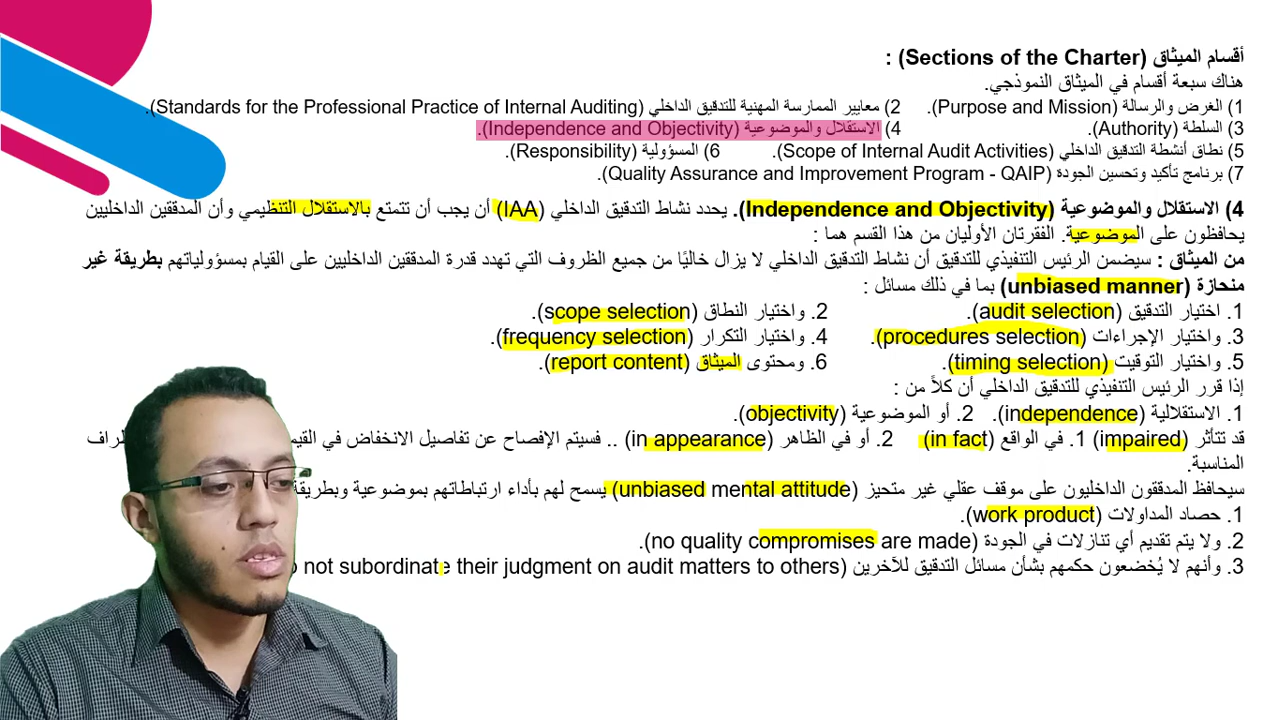 أقسام الميثاق (Sections of the Charter) :
هناك سبعة أقسام في الميثاق النموذجي.
1) الغرض والرسالة (Purpose and Mission). 2) معايير الممارسة المهنية للتدقيق الداخلي (Standards for the Professional Practice of Internal Auditing).
3) السلطة (Authority). 4) الاستقلال والموضوعية (Independence and Objectivity).
5) نطاق أنشطة التدقيق الداخلي (Scope of Internal Audit Activities). 6) المسؤولية (Responsibility).
7) برنامج تأكيد وتحسين الجودة (Quality Assurance and Improvement Program - QAIP).
4) الاستقلال والموضوعية (Independence and Objectivity). يحدد نشاط التدقيق الداخلي (IAA) أن يجب أن تتمتع بالاستقلال التنظيمي وأن المدققين الداخليين
يحافظون على الموضوعية. الفقرتان الأوليان من هذا القسم هما :
من الميثاق : سيضمن الرئيس التنفيذي للتدقيق أن نشاط التدقيق الداخلي لا يزال خاليًا من جميع الظروف التي تهدد قدرة المدققين الداخليين على القيام بمسؤولياتهم بطريقة غير
منحازة (unbiased manner) بما في ذلك مسائل :
1. اختيار التدقيق (audit selection). 2. واختيار النطاق (scope selection).
3. واختيار الإجراءات (procedures selection). 4. واختيار التكرار (frequency selection).
5. واختيار التوقيت (timing selection). 6. ومحتوى الميثاق (report content).
إذا قرر الرئيس التنفيذي للتدقيق الداخلي أن كلاً من :
1. الاستقلالية (independence). 2. أو الموضوعية (objectivity).
قد تتأثر (impaired) 1. في الواقع (in fact) 2. أو في الظاهر (in appearance) .. فسيتم الإفصاح عن تفاصيل الانخفاض في
المناسبة.
سيحافظ المدققون الداخليون على موقف عقلي غير متحيز (unbiased mental attitude) يسمح لهم بأداء ارتباطاتهم بموضوعية وبطريقة
1. حصاد المداولات (work product).
2. ولا يتم تقديم أي تنازلات في الجودة (no quality compromises are made).
3. وأنهم لا يُخضعون حكمهم بشأن مسائل التدقيق للآخرين not subordinate their judgment on audit matters to others)